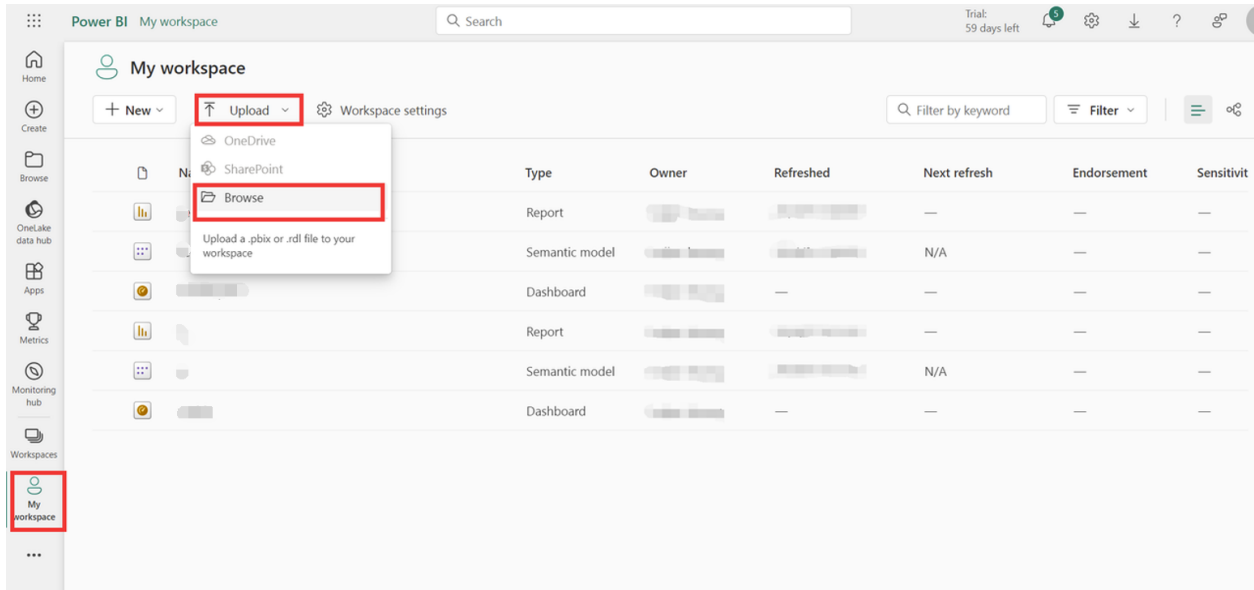 Power BI My workspace
Search
Trial:
59 days left
5
?
Home
Create
Browse
OneLake
data hub
Apps
Metrics
Monitoring
hub
Workspaces
My
workspace
My workspace
New
Upload
Workspace settings
Filter by keyword
Filter
OneDrive
SharePoint
Browse
Upload a .pbix or .rdl file to your
workspace
Type Owner Refreshed Next refresh Endorsement Sensitivit
Report — — —
Semantic model N/A — —
Dashboard — — — —
Report — — —
Semantic model N/A — —
Dashboard — — — —